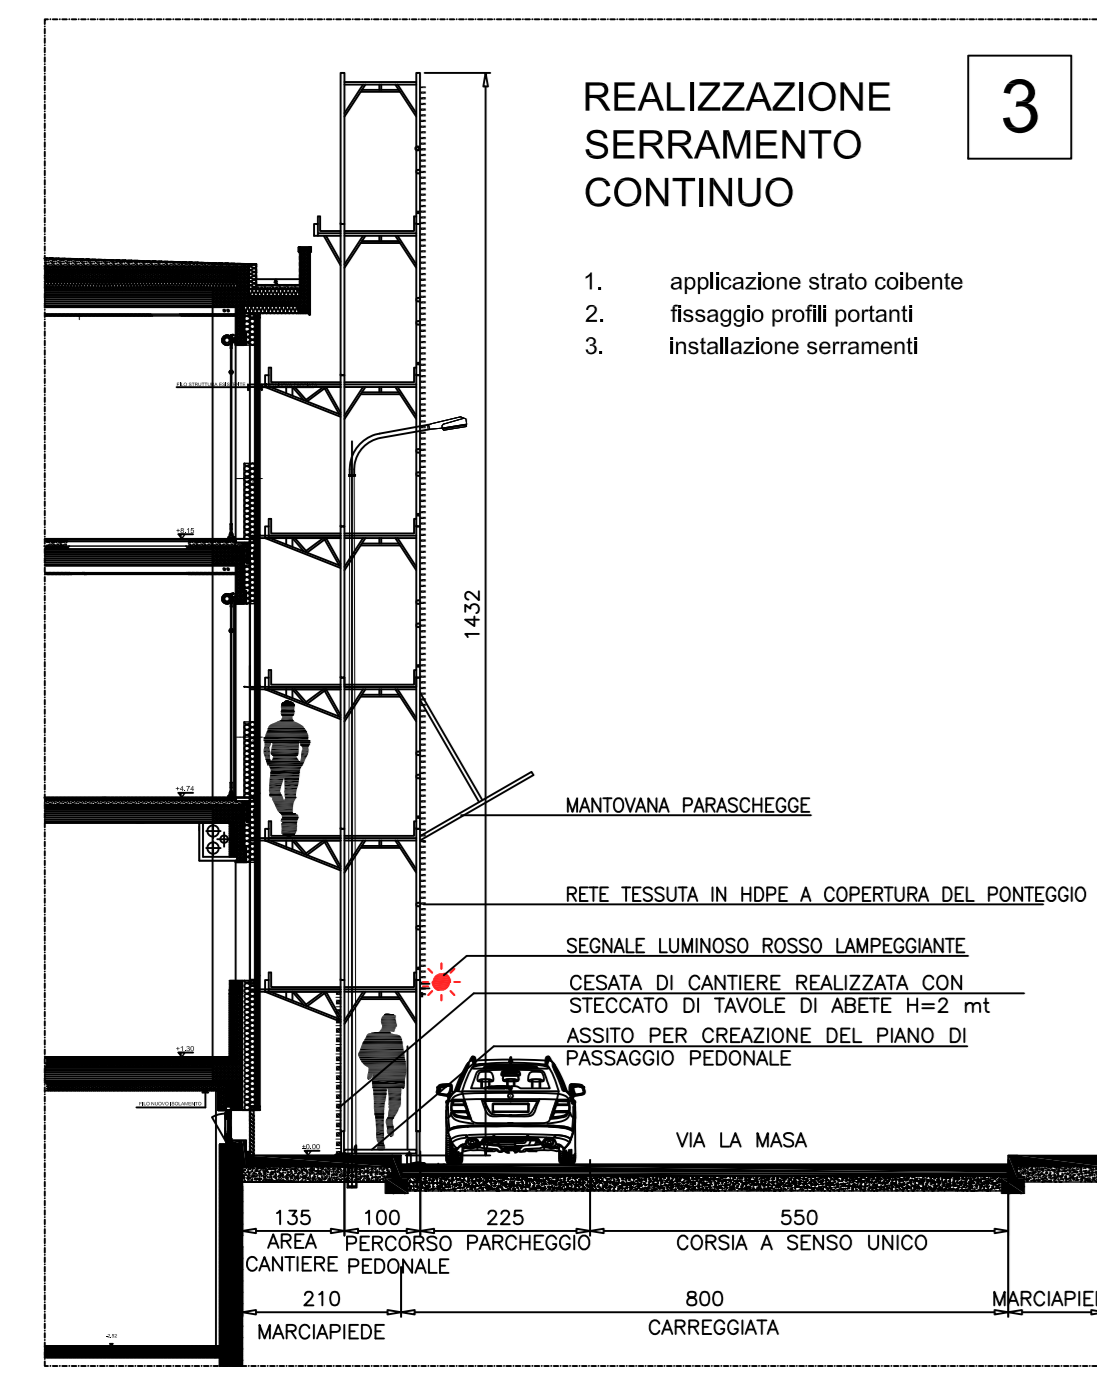 REALIZZAZIONE
SERRAMENTO
CONTINUO
3
1. applicazione strato coibente
2. fissaggio profili portanti
3. installazione serramenti
+8.15
1432
+4.74
MANTOVANA PARASCHEGGE
RETE TESSUTA IN HDPE A COPERTURA DEL PONTEGGIO
SEGNALE LUMINOSO ROSSO LAMPEGGIANTE
CESATA DI CANTIERE REALIZZATA CON
STECCATO DI TAVOLE DI ABETE H=2 mt
ASSITO PER CREAZIONE DEL PIANO DI
PASSAGGIO PEDONALE
+1.30
FILO NUOVO ISOLAMENTO
±0.00
VIA LA MASA
135 100 225 550
AREA
CANTIERE
PERCORSO
PEDONALE
PARCHEGGIO
CORSIA A SENSO UNICO
210 800
MARCIAPIEDE
CARREGGIATA
MARCIAPIED